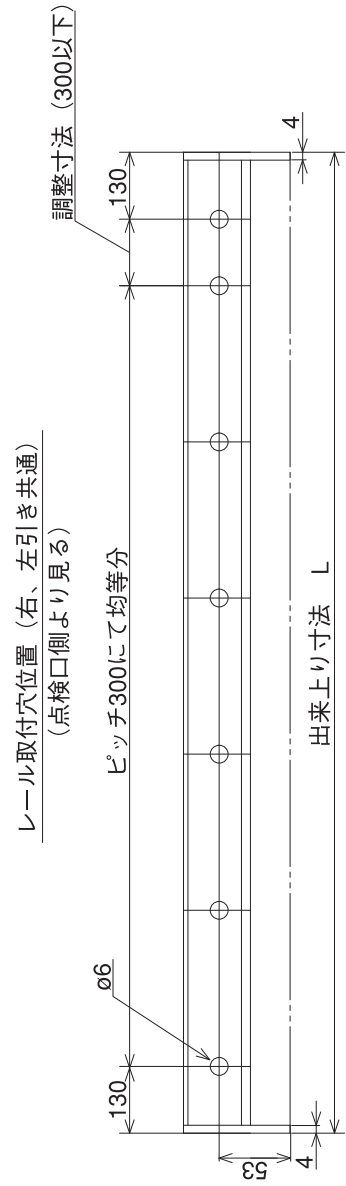 レール取付穴位置（右、左引き共通）
（点検口側より見る）
調整寸法（300以下）
130
ピッチ300にて均等分
130
ø6
53
4
4
出来上り寸法 L